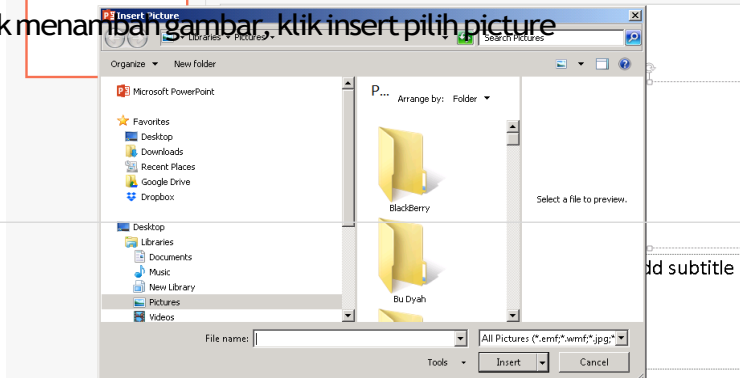 Insert Picture
k menambah gambar, klik insert pilih picture
Libraries Pictures
Search Pictures
Organize New folder
Microsoft PowerPoint
Favorites
Desktop
Downloads
Recent Places
Google Drive
Dropbox
Desktop
Libraries
Documents
Music
New Library
Pictures
Videos
P... Arrange by: Folder
BlackBerry
Bu Dyah
Select a file to preview.
dd subtitle
File name: All Pictures (*.emf;*.wmf;*.jpg;*
Tools Insert Cancel